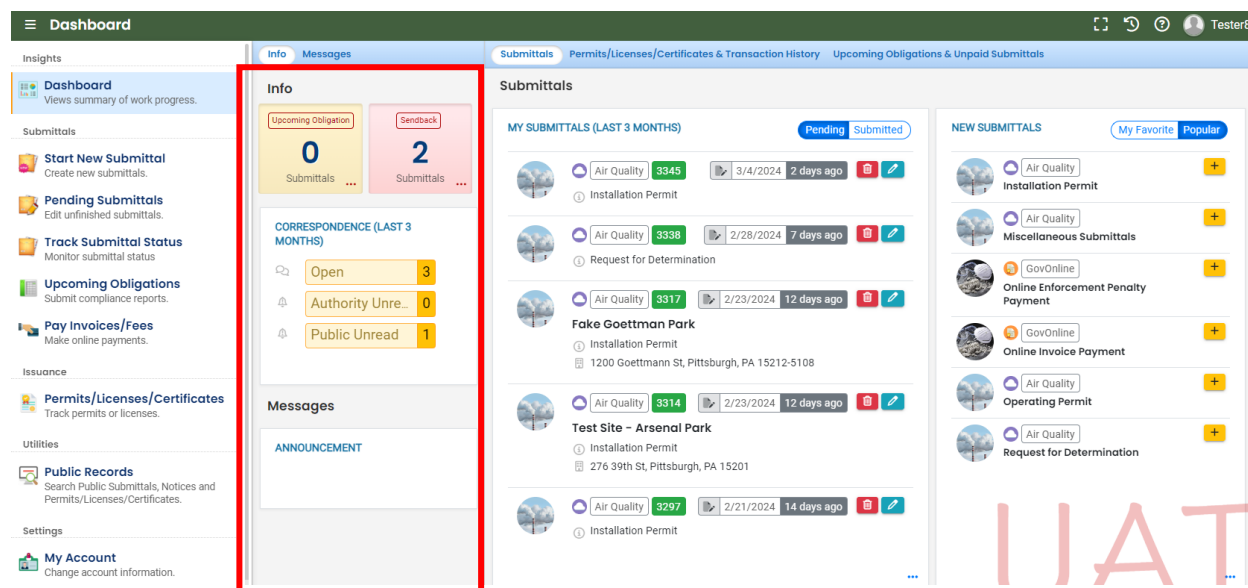 Dashboard
Tester8
Insights
Dashboard
Views summary of work progress.
Submittals
Start New Submittal
Create new submittals.
Pending Submittals
Edit unfinished submittals.
Track Submittal Status
Monitor submittal status
Upcoming Obligations
Submit compliance reports.
Pay Invoices/Fees
Make online payments.
Issuance
Permits/Licenses/Certificates
Track permits or licenses.
Utilities
Public Records
Search Public Submittals, Notices and
Permits/Licenses/Certificates.
Settings
My Account
Change account information.
Info Messages
Info
Upcoming Obligation
0
Submittals
...
Sendback
2
Submittals
...
CORRESPONDENCE (LAST 3
MONTHS)
Open 3
Authority Unre... 0
Public Unread 1
Messages
ANNOUNCEMENT
Submittals Permits/Licenses/Certificates & Transaction History Upcoming Obligations & Unpaid Submittals
Submittals
MY SUBMITTALS (LAST 3 MONTHS) Pending Submitted
Air Quality 3345 3/4/2024 2 days ago
Installation Permit
Air Quality 3338 2/28/2024 7 days ago
Request for Determination
Air Quality 3317 2/23/2024 12 days ago
Fake Goettman Park
Installation Permit
1200 Goettmann St, Pittsburgh, PA 15212-5108
Air Quality 3314 2/23/2024 12 days ago
Test Site - Arsenal Park
Installation Permit
276 39th St, Pittsburgh, PA 15201
Air Quality 3297 2/21/2024 14 days ago
Installation Permit
...
NEW SUBMITTALS My Favorite Popular
Air Quality +
Installation Permit
Air Quality +
Miscellaneous Submittals
GovOnline +
Online Enforcement Penalty
Payment
GovOnline +
Online Invoice Payment
Air Quality +
Operating Permit
Air Quality +
Request for Determination
UAT
...